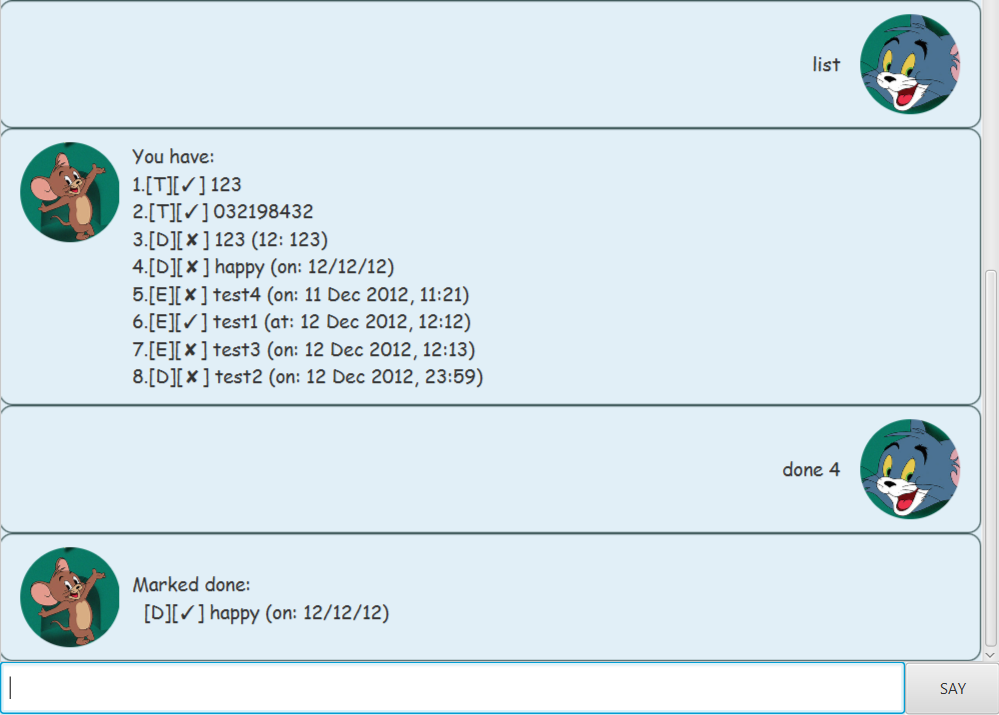 list
You have:
1.[T][✓] 123
2.[T][✓] 032198432
3.[D][✘] 123 (12: 123)
4.[D][✘] happy (on: 12/12/12)
5.[E][✘] test4 (on: 11 Dec 2012, 11:21)
6.[E][✓] test1 (at: 12 Dec 2012, 12:12)
7.[E][✘] test3 (on: 12 Dec 2012, 12:13)
8.[D][✘] test2 (on: 12 Dec 2012, 23:59)
done 4
Marked done:
[D][✓] happy (on: 12/12/12)
SAY